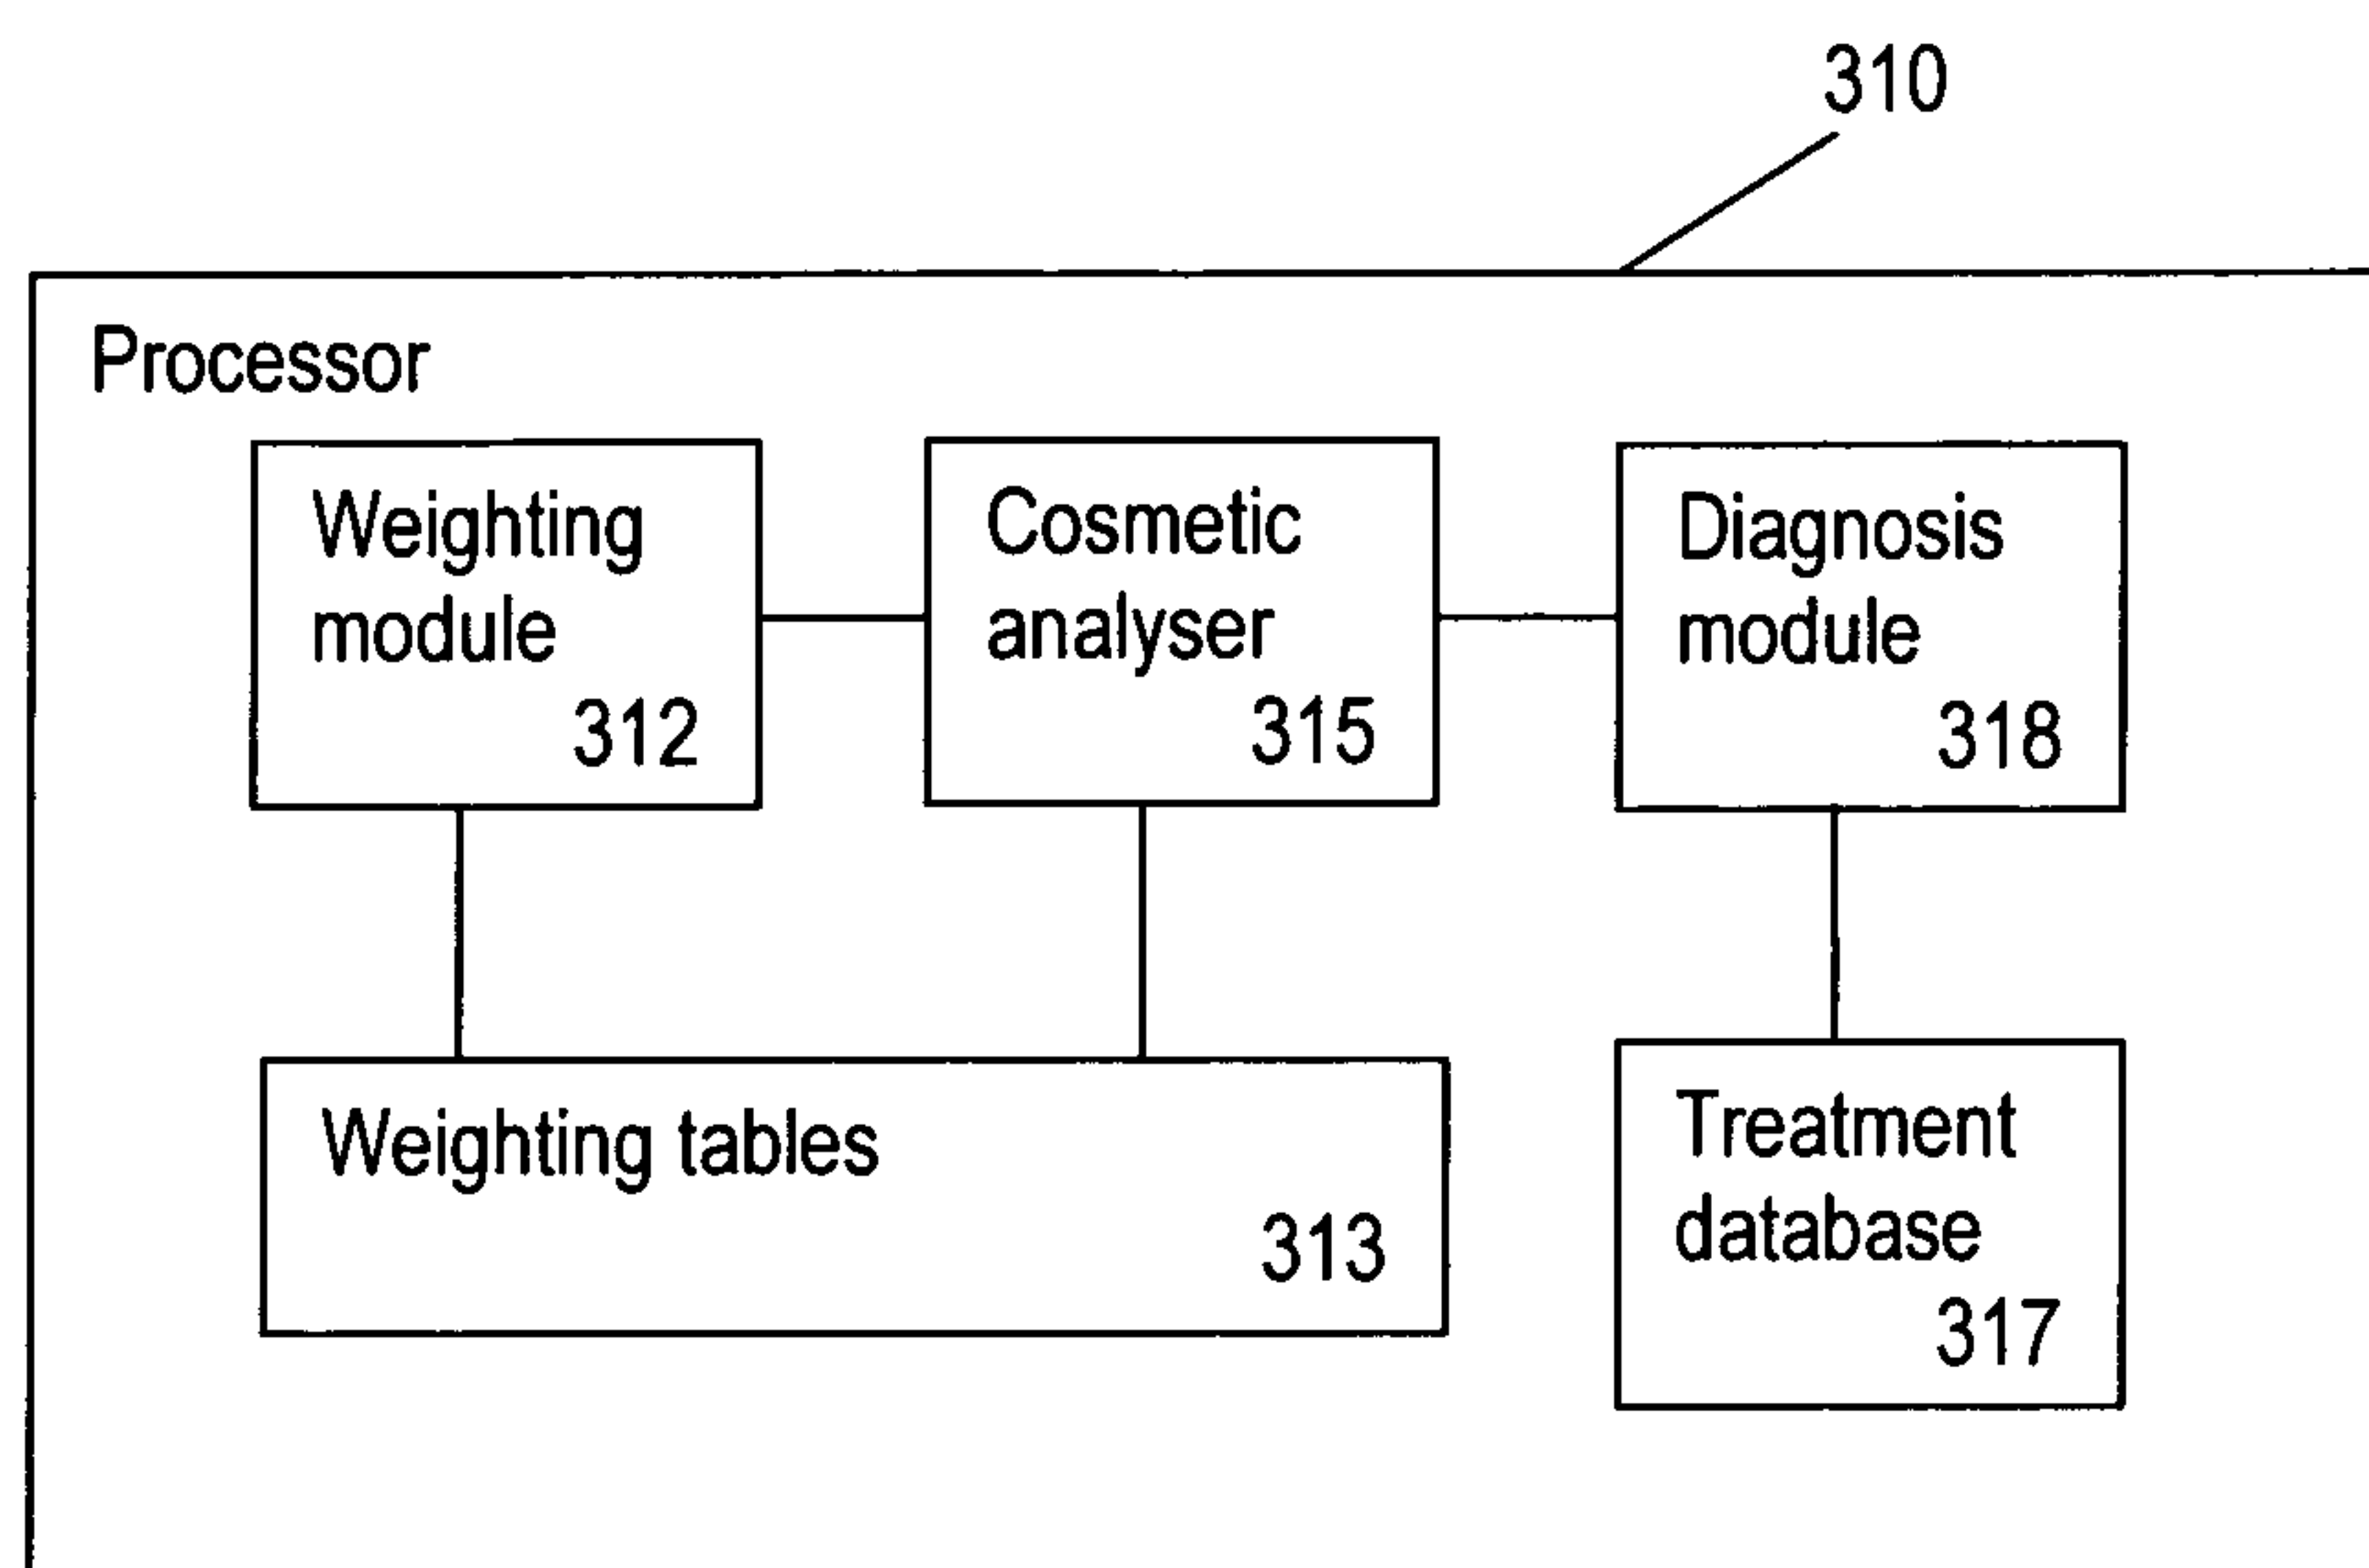 310
Processor
Weighting
module
312
Cosmetic
analyser
315
Diagnosis
module
318
Weighting tables
313
Treatment
database
317